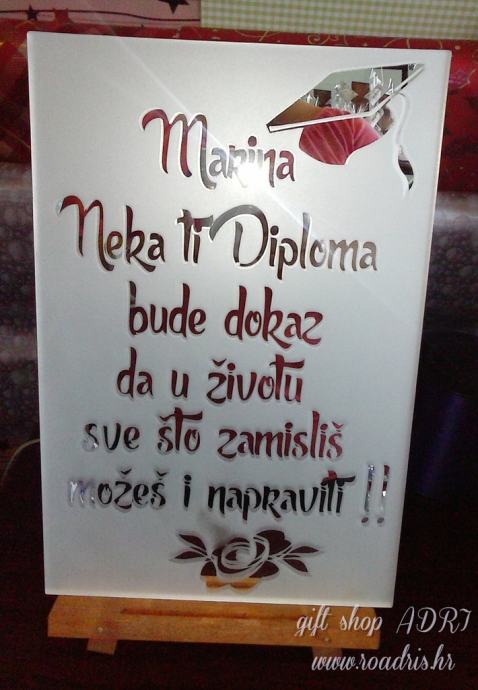 Marina
Neka ti Diploma
bude dokaz
da u životu
sve što zamisliš
možeš i napraviti !!
gift shop ADRI
www.roadris.hr